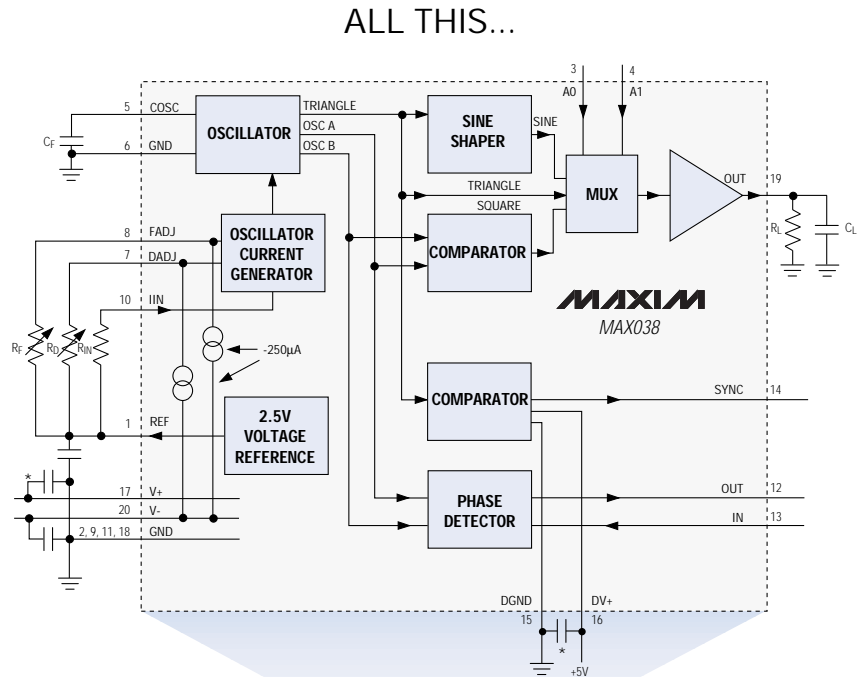 ALL THIS...
3
4
A0
A1
5
COSC
CF
6
GND
OSCILLATOR
TRIANGLE
OSC A
OSC B
SINE
SHAPER
SINE
TRIANGLE
SQUARE
MUX
OUT
19
RL
CL
8
FADJ
7
DADJ
10
IIN
OSCILLATOR
CURRENT
GENERATOR
COMPARATOR
MAXIM
MAX038
RF
RD
RIN
-250µA
COMPARATOR
SYNC
14
1
REF
2.5V
VOLTAGE
REFERENCE
*
17
V+
20
V-
2, 9, 11, 18
GND
PHASE
DETECTOR
OUT
12
IN
13
DGND
DV+
15
16
*
+5V